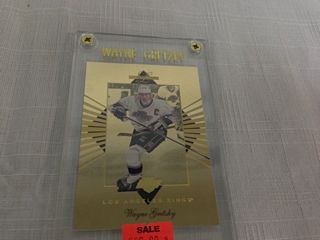 WAYNE GRETZKY
C
LOS ANGELES KINGS
Wayne Gretzky
SALE